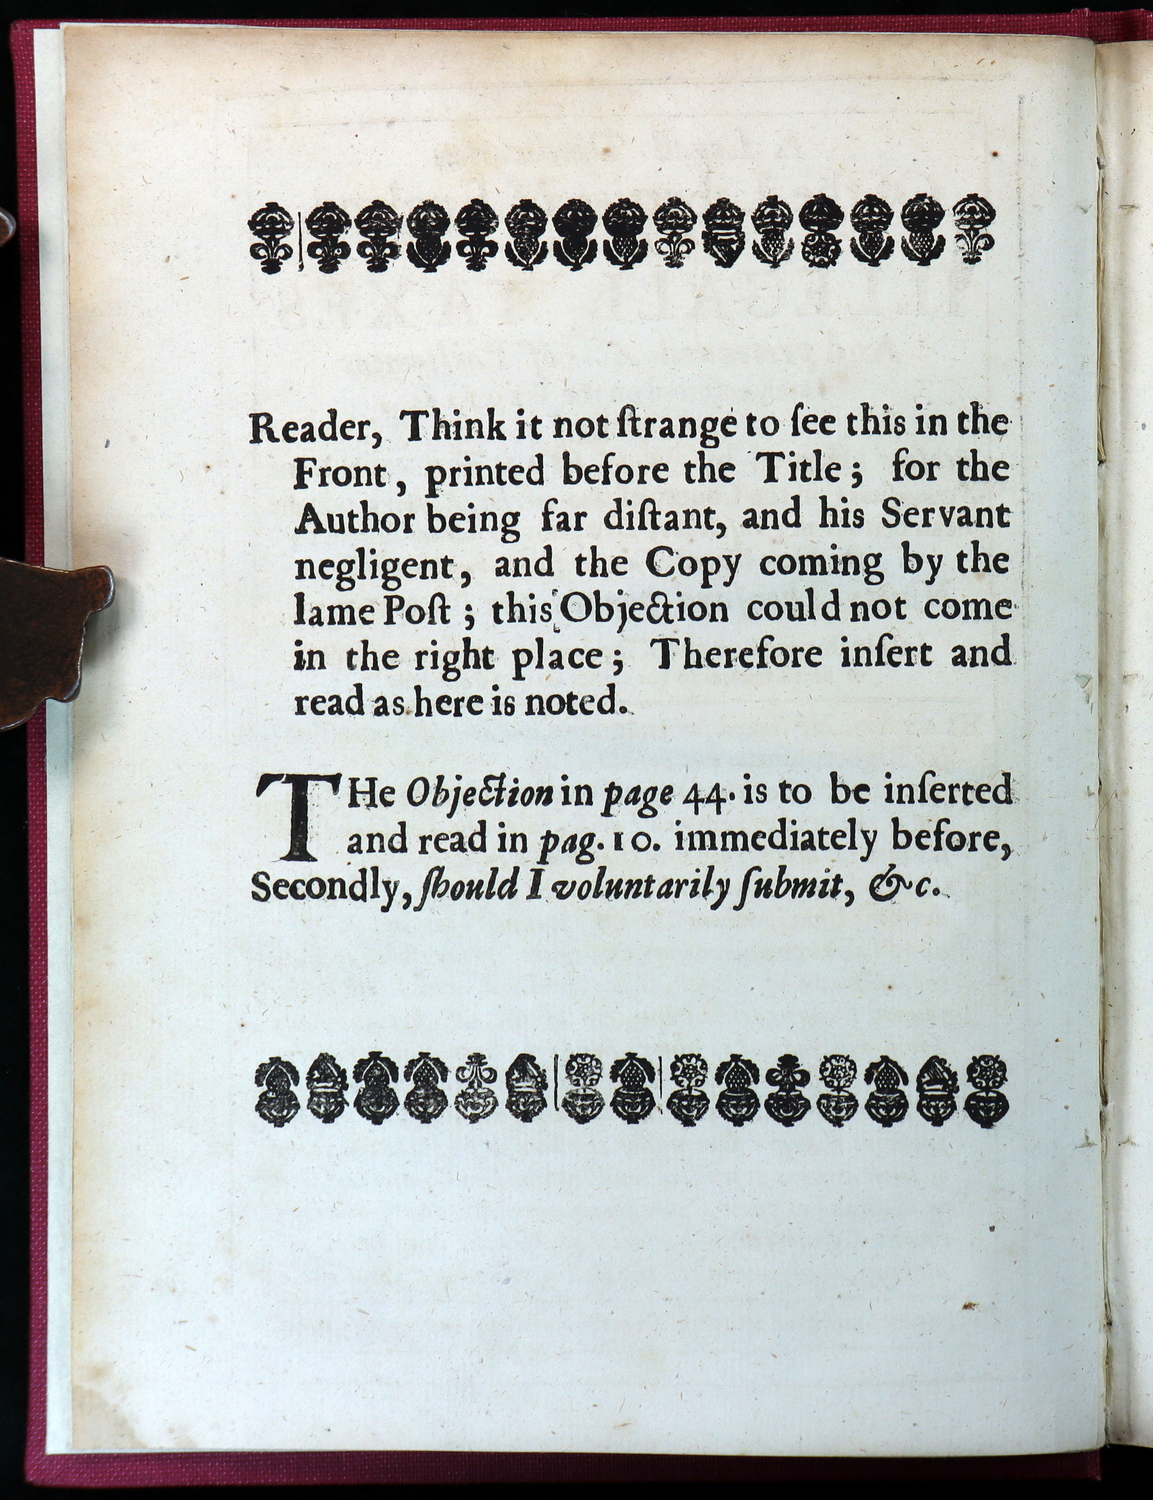 Reader, Think it not ſtrange to ſee this in the
Front, printed before the Title; for the
Author being far diſtant, and his Servant
negligent, and the Copy coming by the
lame Poſt; this Objection could not come
in the right place; Therefore inſert and
read as here is noted.
THe Objection in page 44. is to be inſerted
and read in pag. 10. immediately before,
Secondly, ſhould I voluntarily ſubmit, &c.